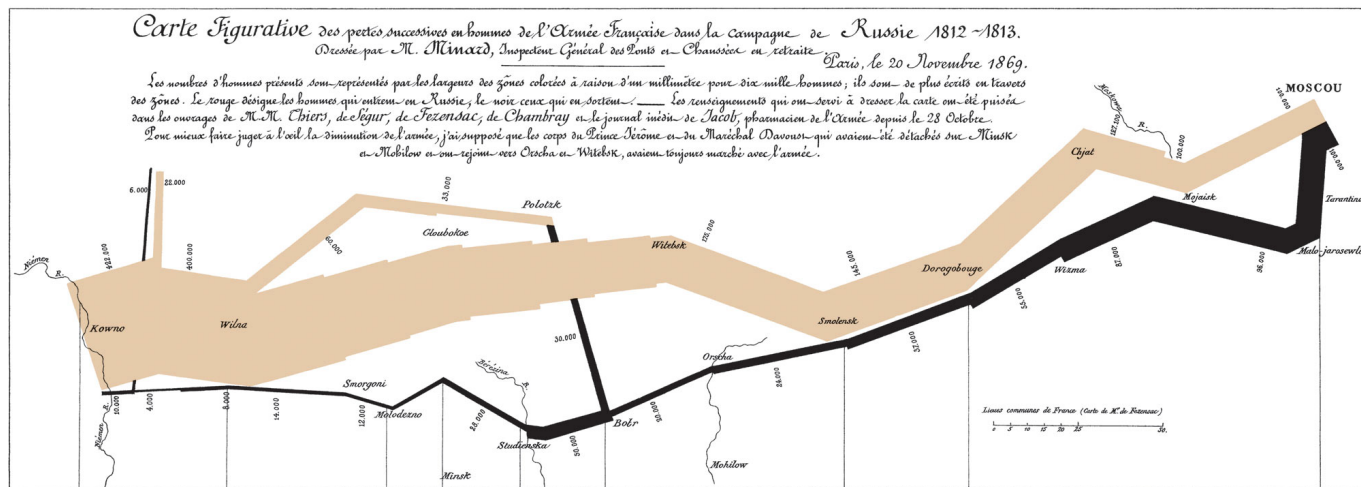 Carte Figurative des pertes successives en hommes de l'Armée Française dans la campagne de Russie 1812~1813.
Dressée par M. Minard, Inspecteur Général des Ponts et Chaussées en retraite.
Paris, le 20 Novembre 1869.
Les nombres d'hommes présents sont représentés par les largeurs des zônes colorées à raison d'un millimètre pour dix mille hommes; ils sont de plus écrits en travers
des zônes. Le rouge désigne les hommes qui entrent en Russie, le noir ceux qui en sortent. ___ Les renseignements qui ont servi à dresser la carte ont été puisés
dans les ouvrages de M.M. Thiers, de Ségur, de Fezensac, de Chambray et le journal inédit de Jacob, pharmacien de l'Armée depuis le 28 Octobre.
Pour mieux faire juger à l'œil la diminution de l'armée, j'ai supposé que les corps du Prince Jérôme et du Maréchal Davoust qui avaient été détachés sur Minsk
et Mohilow et ont rejoint vers Orscha et Witebsk, avaient toujours marché avec l'armée.
MOSCOU
100.000
100.000
Moskowa R.
127.100
100.000
Chjat
Mojaisk
Tarantino
Malo-jarosewli
96.000
87.000
Wizma
55.000
Dorogobouge
145.000
37.000
Smolensk
24.000
Orscha
175.000
Witebsk
Polotzk
33.000
Gloubokoe
60.000
22.000
6.000
400.000
422.000
Niémen R.
Kowno
Wilna
30.000
Bérézina R.
Smorgoni
Molodezno
Studienska
Bobr
20.000
50.000
28.000
12.000
14.000
8.000
4.000
10.000
Niémen R.
Minsk
Mohilow
Lieues communes de France (Carte de M. de Fezensac)
0 5 10 15 20 25 50.